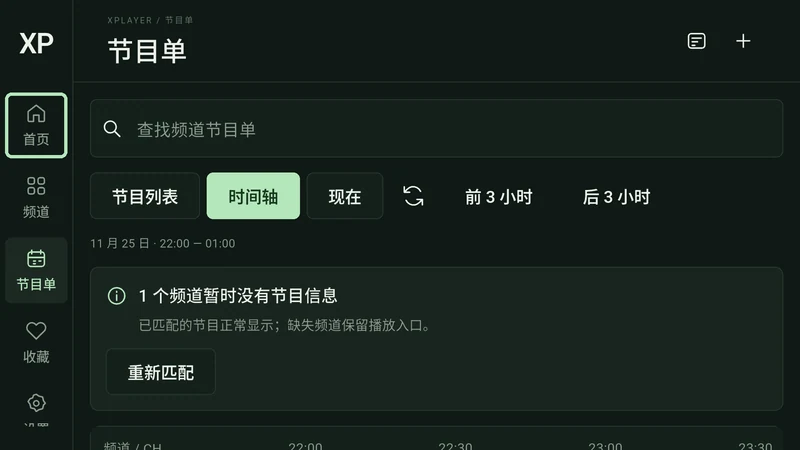 XP
首页
频道
节目单
收藏
设置
XPLAYER / 节目单
节目单
查找频道节目单
节目列表 时间轴 现在 前 3 小时 后 3 小时
11 月 25 日 · 22:00 — 01:00
1 个频道暂时没有节目信息
已匹配的节目正常显示；缺失频道保留播放入口。
重新匹配
频道 / CH 22:00 22:30 23:00 23:30